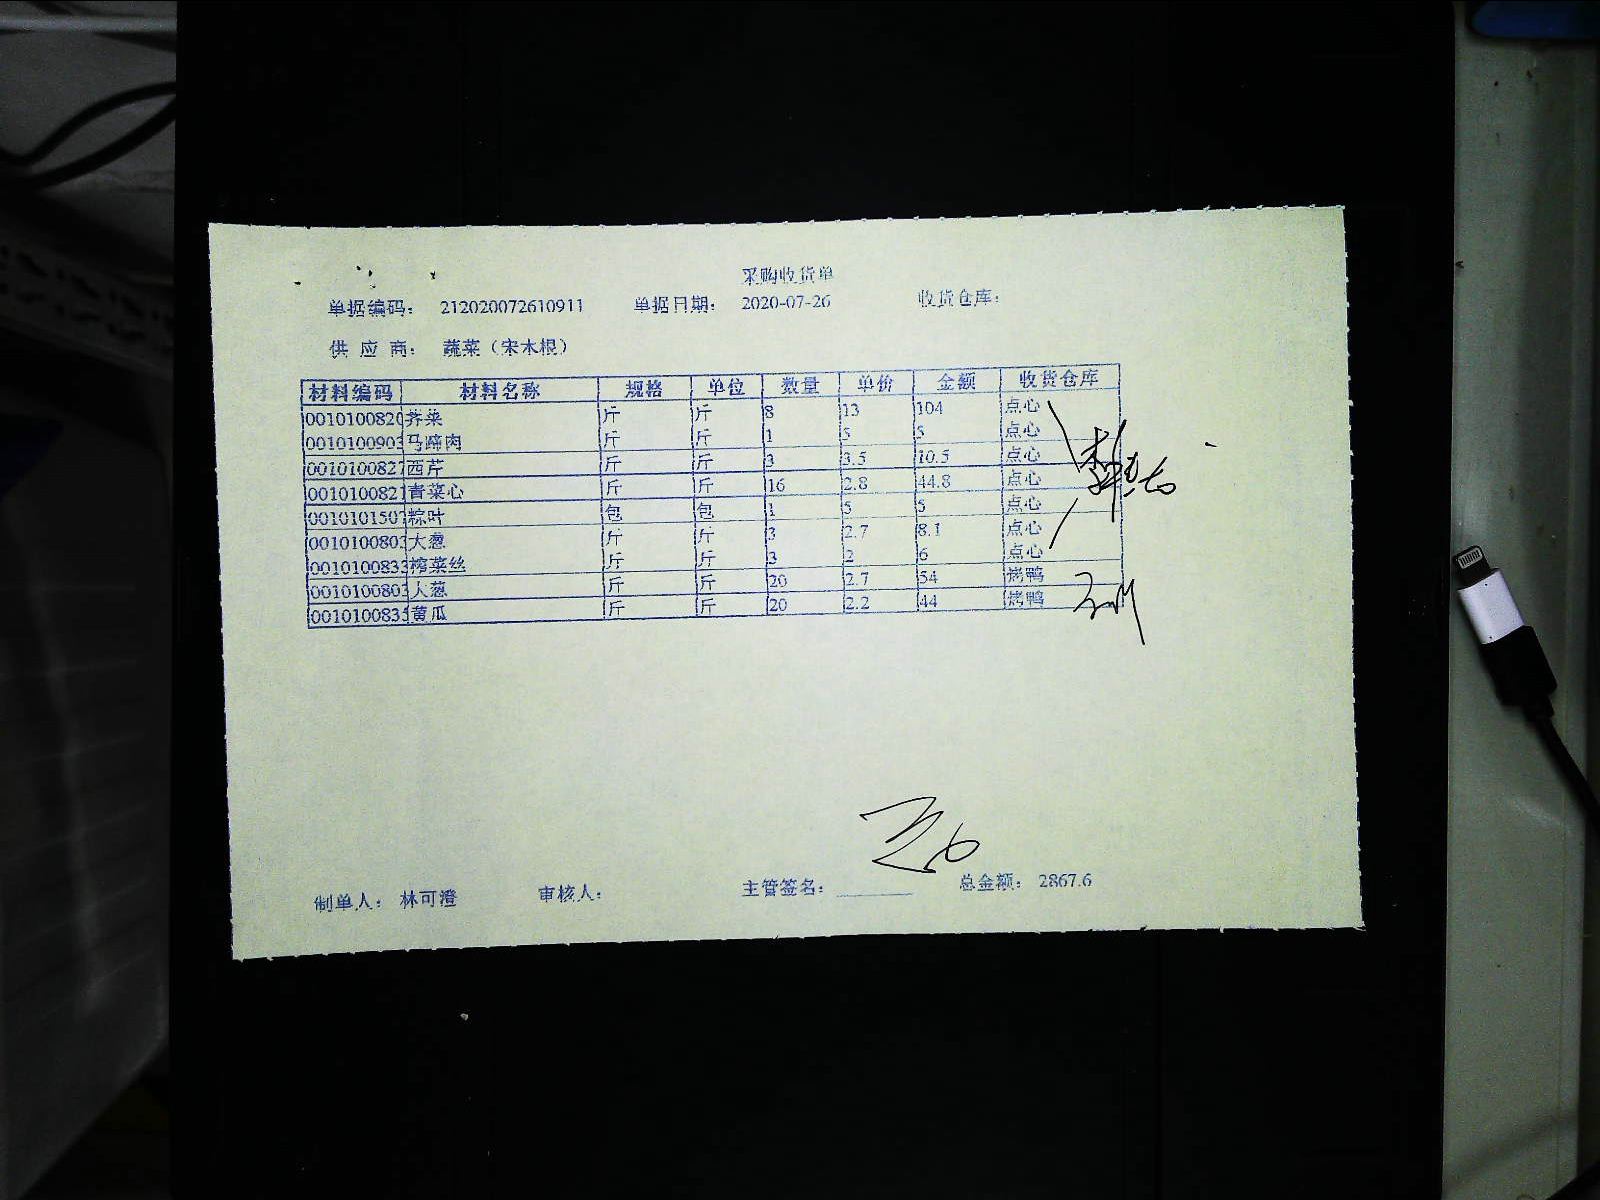 采购收货单
单据编码： 212020072610911 单据日期： 2020-07-26 收货仓库：
供 应 商： 蔬菜（宋木根）
材料编码 材料名称 规格 单位 数量 单价 金额 收货仓库
0010100820 荠菜 斤 斤 8 13 104 点心
0010100903 马蹄肉 斤 斤 1 5 5 点心
0010100827 西芹 斤 斤 3 3.5 10.5 点心
0010100821 青菜心 斤 斤 16 2.8 44.8 点心
0010101507 粽叶 包 包 1 5 5 点心
0010100803 大葱 斤 斤 3 2.7 8.1 点心
0010100833 榨菜丝 斤 斤 3 2 6 点心
0010100803 大葱 斤 斤 20 2.7 54 烤鸭
0010100835 黄瓜 斤 斤 20 2.2 44 烤鸭
制单人： 林可澄 审核人： 主管签名： 总金额： 2867.6